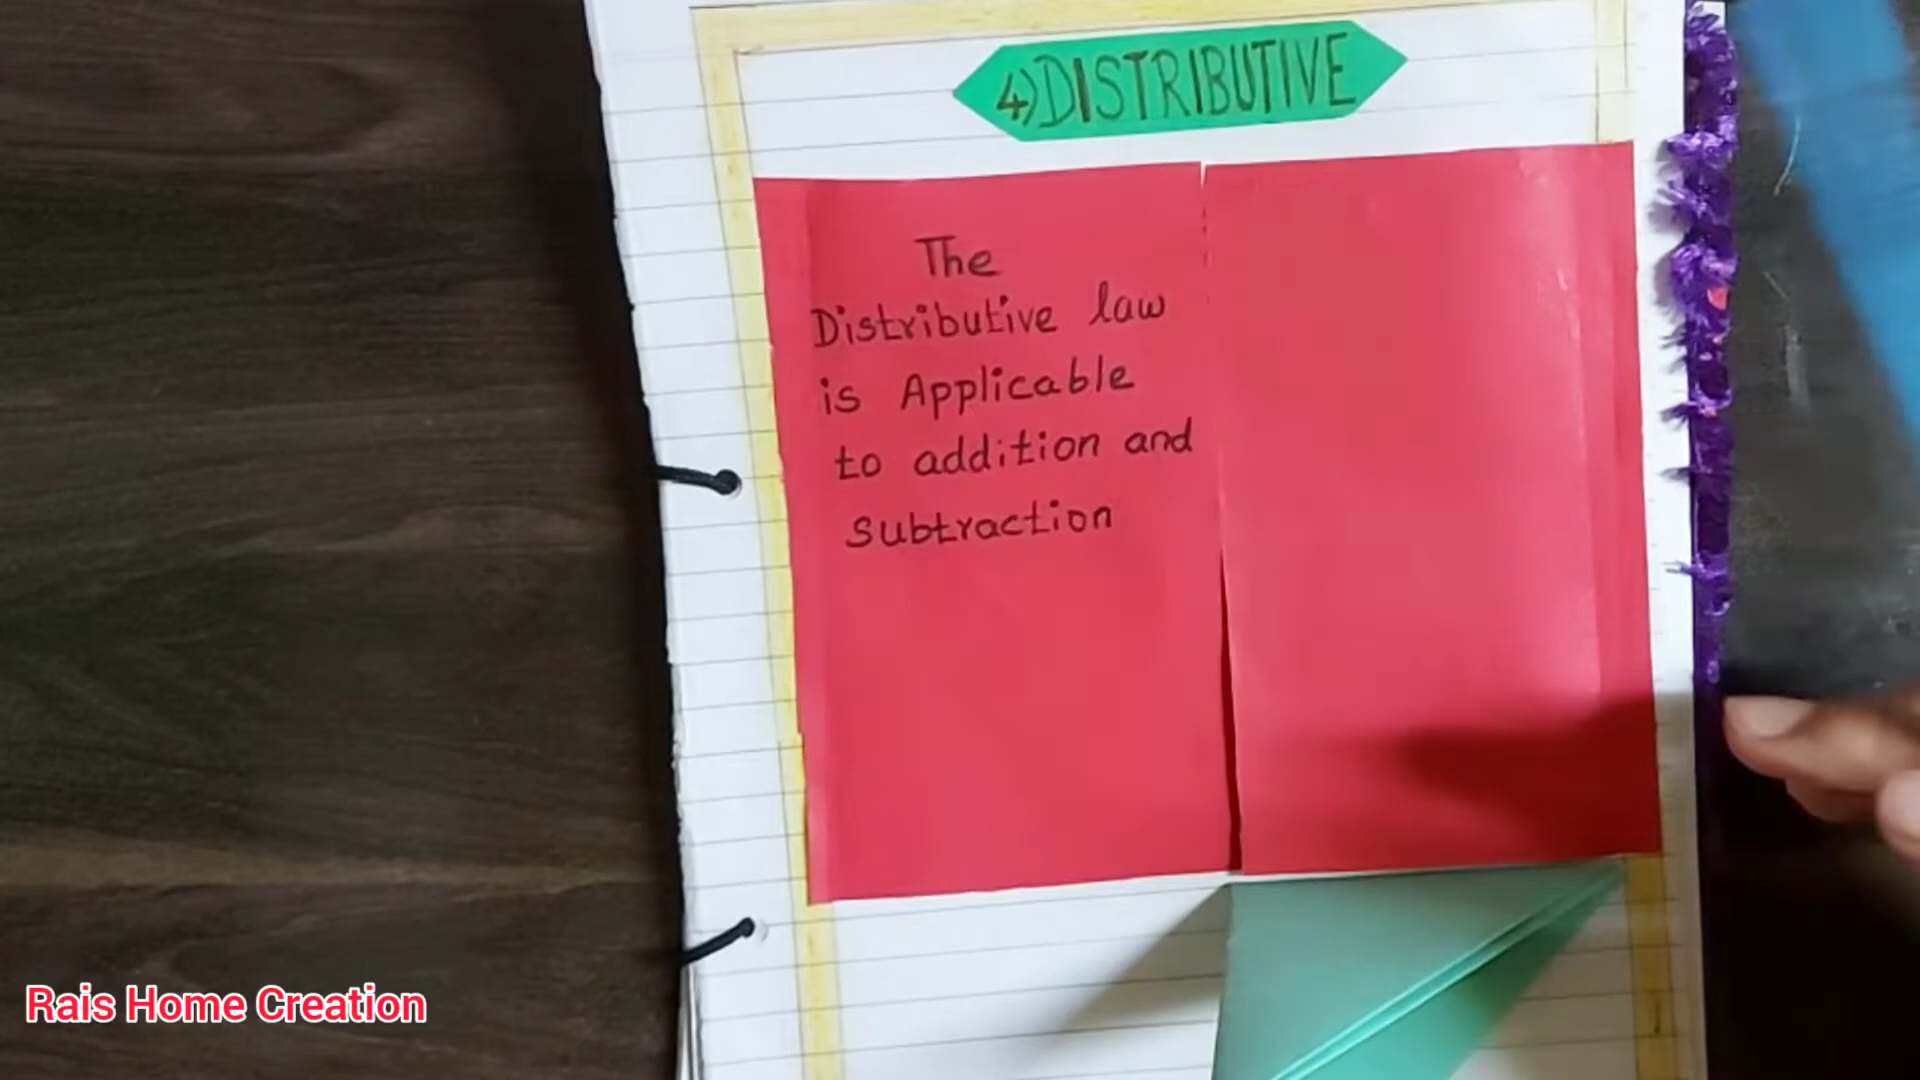 4) DISTRIBUTIVE
The
Distributive law
is Applicable
to addition and
subtraction
Rais Home Creation